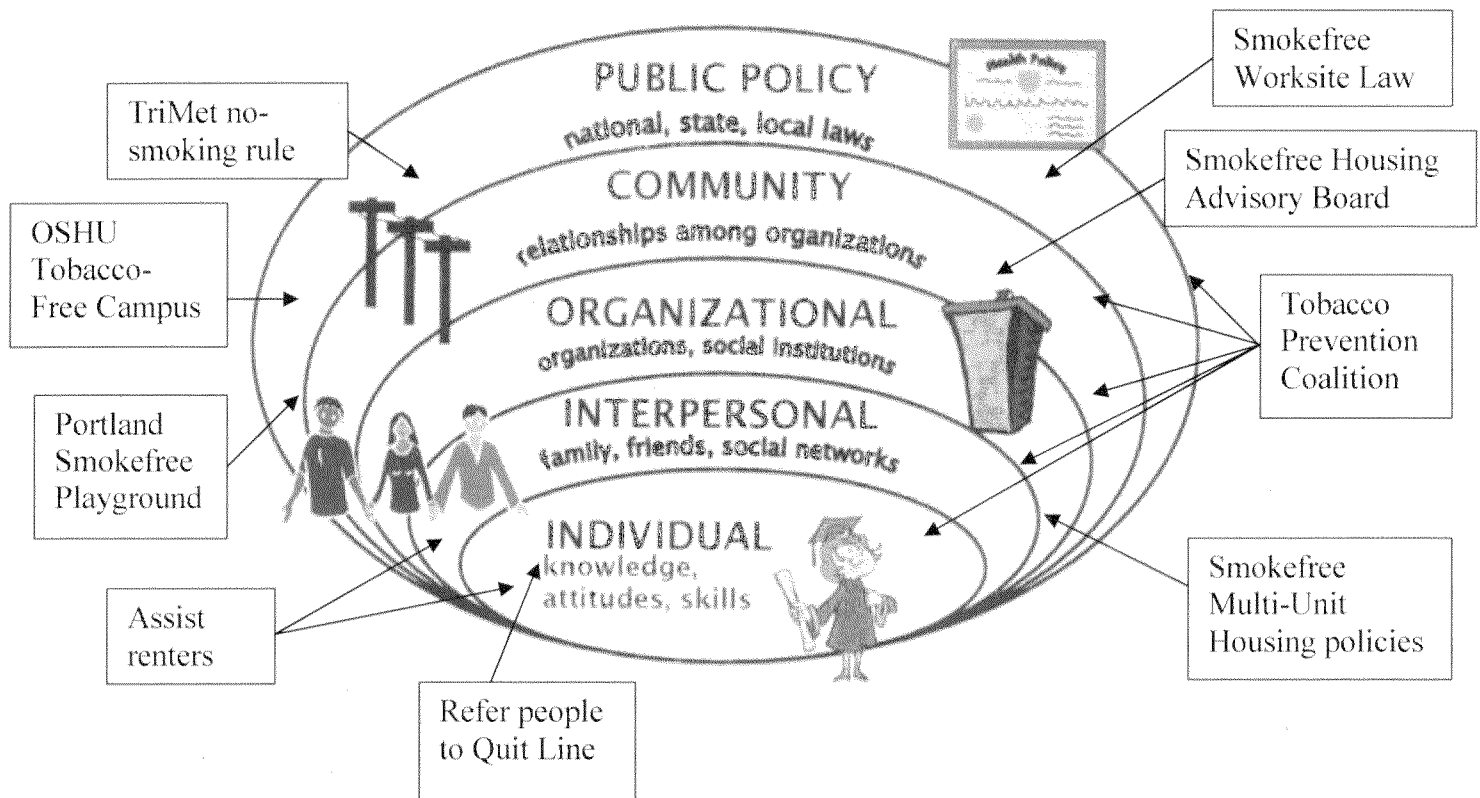 PUBLIC POLICY
national, state, local laws
COMMUNITY
relationships among organizations
ORGANIZATIONAL
organizations, social institutions
INTERPERSONAL
family, friends, social networks
INDIVIDUAL
knowledge,
attitudes, skills
Health Policy
TriMet no-
smoking rule
OSHU
Tobacco-
Free Campus
Portland
Smokefree
Playground
Assist
renters
Refer people
to Quit Line
Smokefree
Worksite Law
Smokefree Housing
Advisory Board
Tobacco
Prevention
Coalition
Smokefree
Multi-Unit
Housing policies